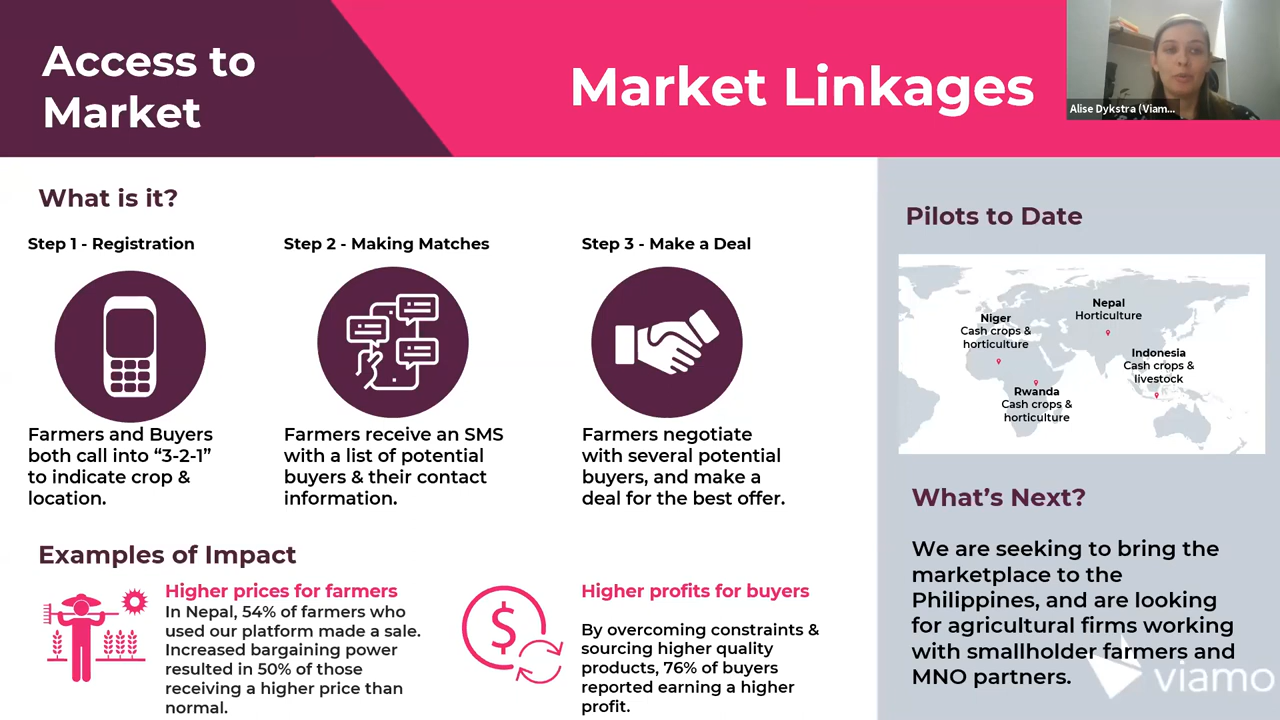 Access to
Market
Market Linkages
Alise Dykstra (Viam...
What is it?
Step 1 - Registration
Farmers and Buyers
both call into “3-2-1”
to indicate crop &
location.
Step 2 - Making Matches
Farmers receive an SMS
with a list of potential
buyers & their contact
information.
Step 3 - Make a Deal
Farmers negotiate
with several potential
buyers, and make a
deal for the best offer.
Examples of Impact
Higher prices for farmers
In Nepal, 54% of farmers who
used our platform made a sale.
Increased bargaining power
resulted in 50% of those
receiving a higher price than
normal.
$
Higher profits for buyers
By overcoming constraints &
sourcing higher quality
products, 76% of buyers
reported earning a higher
profit.
Pilots to Date
Niger
Cash crops &
horticulture
Nepal
Horticulture
Indonesia
Cash crops &
livestock
Rwanda
Cash crops &
horticulture
What’s Next?
We are seeking to bring the
marketplace to the
Philippines, and are looking
for agricultural firms working
with smallholder farmers and
MNO partners.
viamo